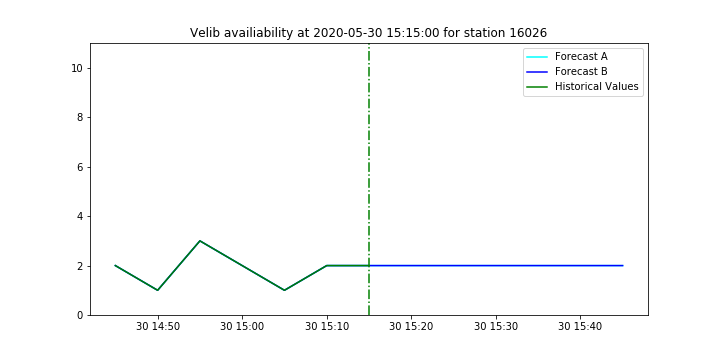 Velib availiability at 2020-05-30 15:15:00 for station 16026
Forecast A
Forecast B
Historical Values
10
8
6
4
2
0
30 14:50 30 15:00 30 15:10 30 15:20 30 15:30 30 15:40